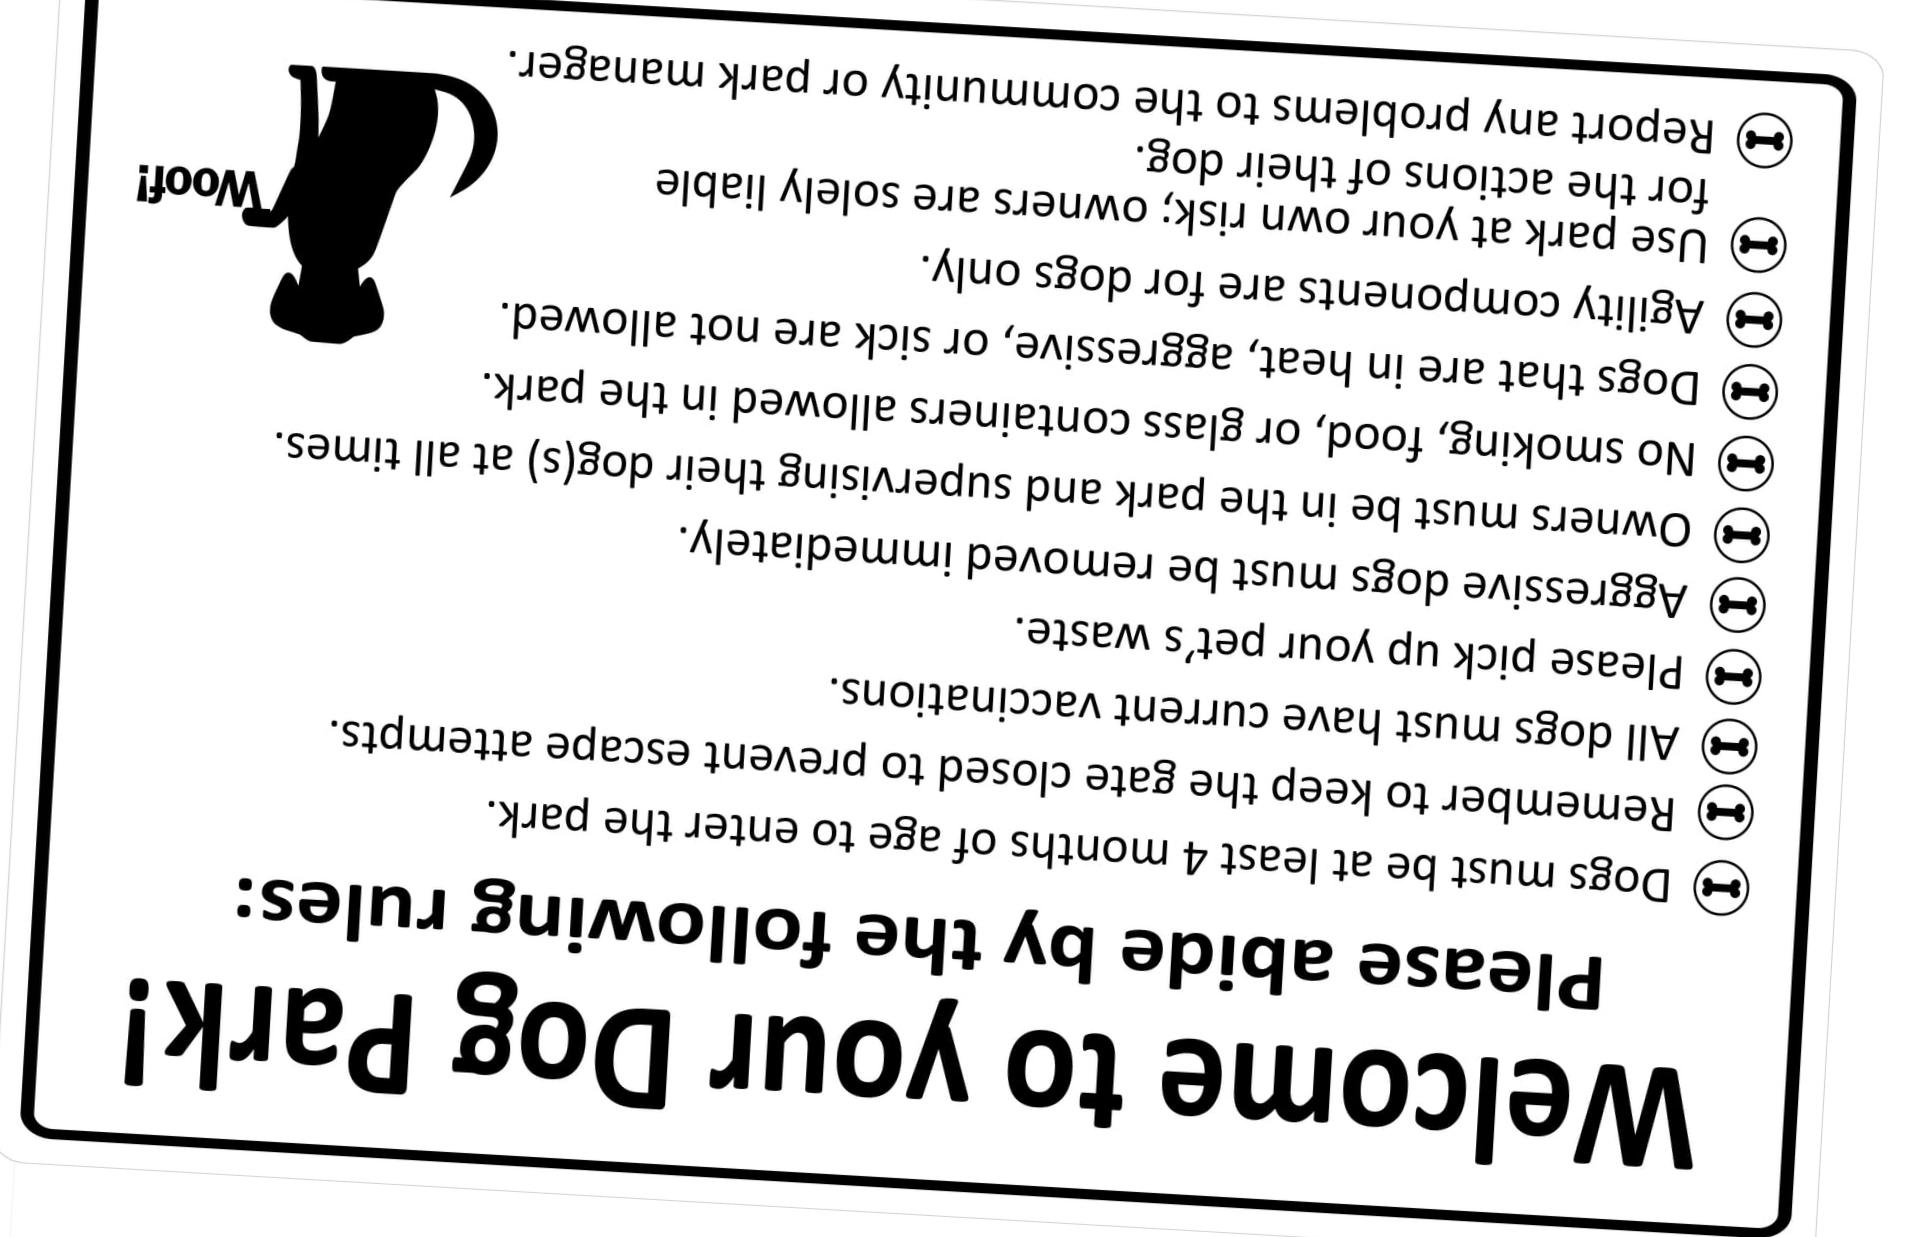 Welcome to your Dog Park!
Please abide by the following rules:
Dogs must be at least 4 months of age to enter the park.
Remember to keep the gate closed to prevent escape attempts.
All dogs must have current vaccinations.
Please pick up your pet's waste.
Aggressive dogs must be removed immediately.
Owners must be in the park and supervising their dog(s) at all times.
No smoking, food, or glass containers allowed in the park.
Dogs that are in heat, aggressive, or sick are not allowed.
Agility components are for dogs only.
Use park at your own risk; owners are solely liable
for the actions of their dog.
Report any problems to the community or park manager.
Woof!